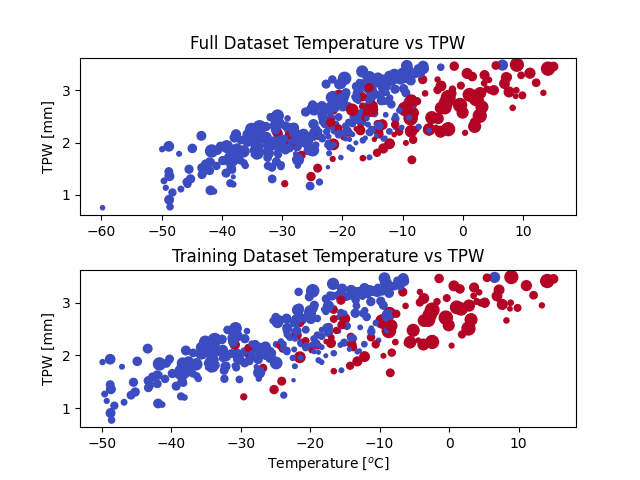 Full Dataset Temperature vs TPW
TPW [mm]
3
2
1
−60 −50 −40 −30 −20 −10 0 10
Training Dataset Temperature vs TPW
TPW [mm]
3
2
1
−50 −40 −30 −20 −10 0 10
Temperature [°C]